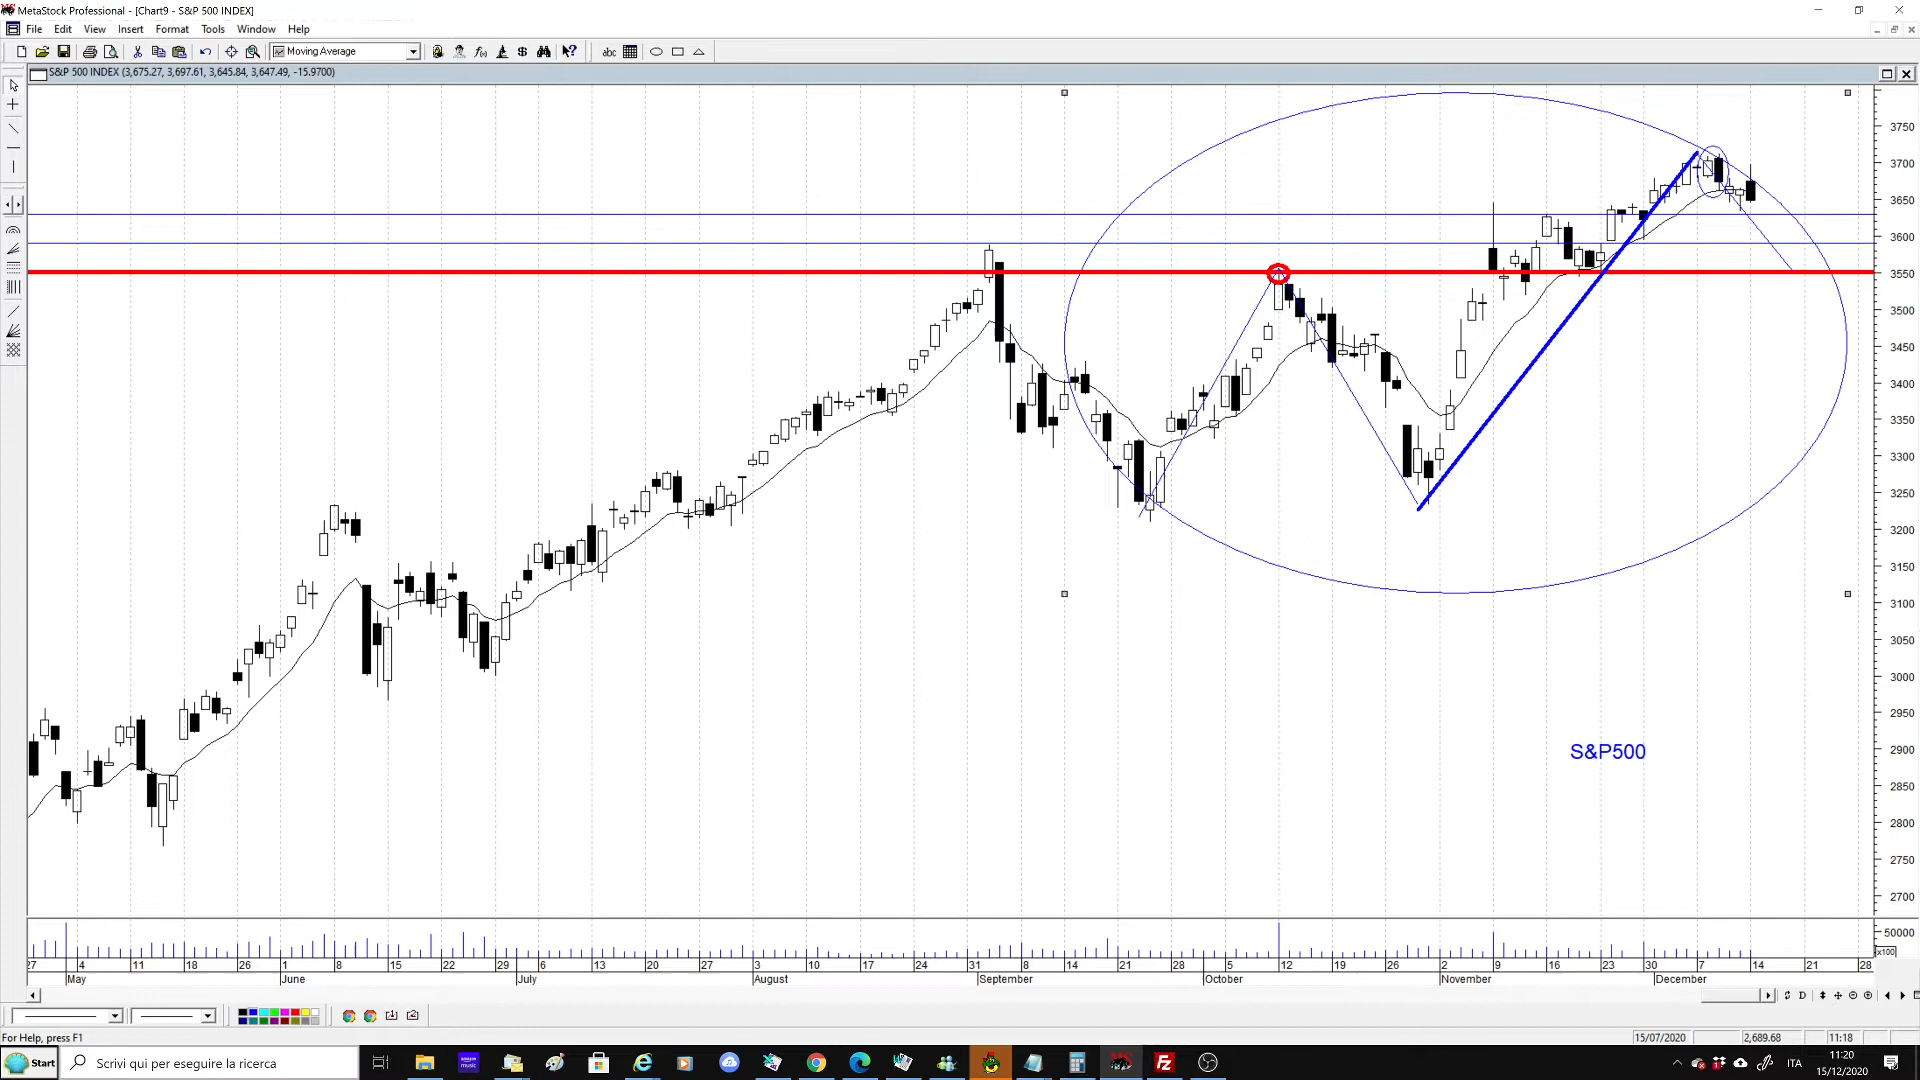 MetaStock Professional - [Chart9 - S&P 500 INDEX]
File Edit View Insert Format Tools Window Help
Moving Average
abc
S&P 500 INDEX (3,675.27, 3,697.61, 3,645.84, 3,647.49, -15.9700)
3750
3700
3650
3600
3550
3500
3450
3400
3350
3300
3250
3200
3150
3100
3050
3000
2950
2900
2850
2800
2750
2700
S&P500
50000
x100
27 4 11 18 26 1 8 15 22 29 6 13 20 27 3 10 17 24 31 8 14 21 28 5 12 19 26 2 9 16 23 30 7 14 21 28
May June July August September October November December
D
For Help, press F1
15/07/2020 2,689.68 11:18
Start
Scrivi qui per eseguire la ricerca
ITA
11:20
15/12/2020